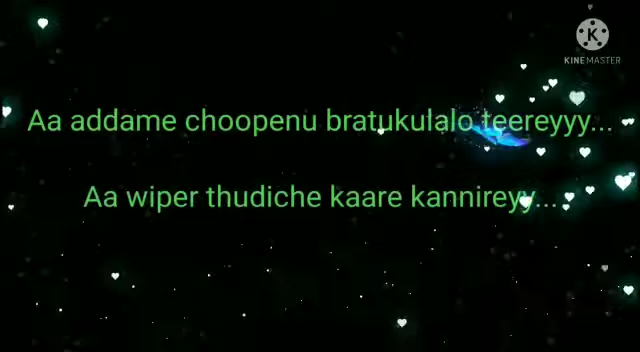 KINEMASTER
Aa addame choopenu bratukulalo teereyyy...
Aa wiper thudiche kaare kannireyy...